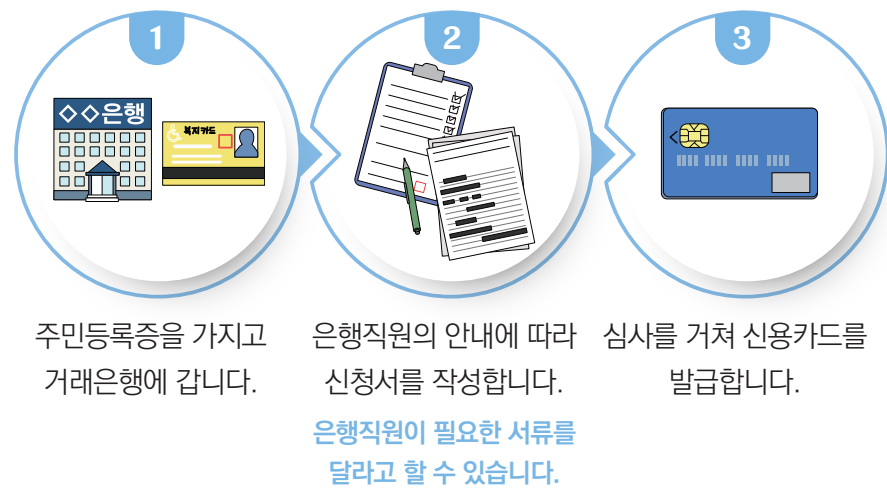 1
◇◇은행
복지카드
주민등록증을 가지고
거래은행에 갑니다.
2
은행직원의 안내에 따라
신청서를 작성합니다.
은행직원이 필요한 서류를
달라고 할 수 있습니다.
3
심사를 거쳐 신용카드를
발급합니다.